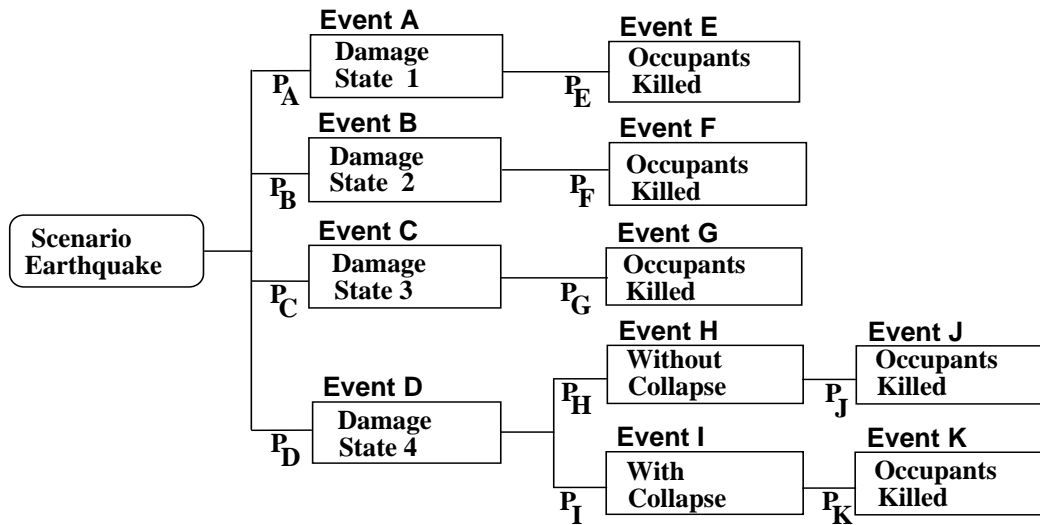 Event A
Damage
State 1
P_A
Event E
Occupants
Killed
P_E
Event B
Damage
State 2
P_B
Event F
Occupants
Killed
P_F
Scenario
Earthquake
Event C
Damage
State 3
P_C
Event G
Occupants
Killed
P_G
Event D
Damage
State 4
P_D
Event H
Without
Collapse
P_H
Event J
Occupants
Killed
P_J
Event I
With
Collapse
P_I
Event K
Occupants
Killed
P_K